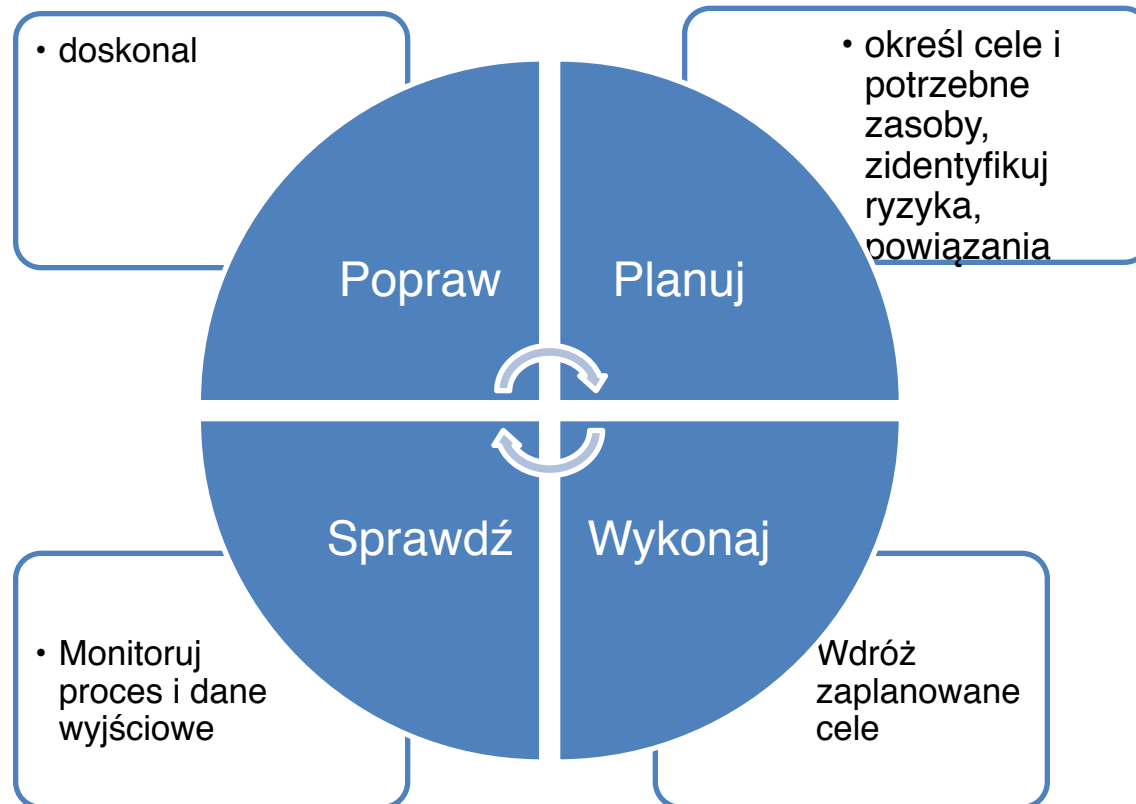 • doskonal
• określ cele i
potrzebne
zasoby,
zidentyfikuj
ryzyka,
powiązania
Popraw
Planuj
Sprawdź
Wykonaj
• Monitoruj
proces i dane
wyjściowe
Wdróż
zaplanowane
cele